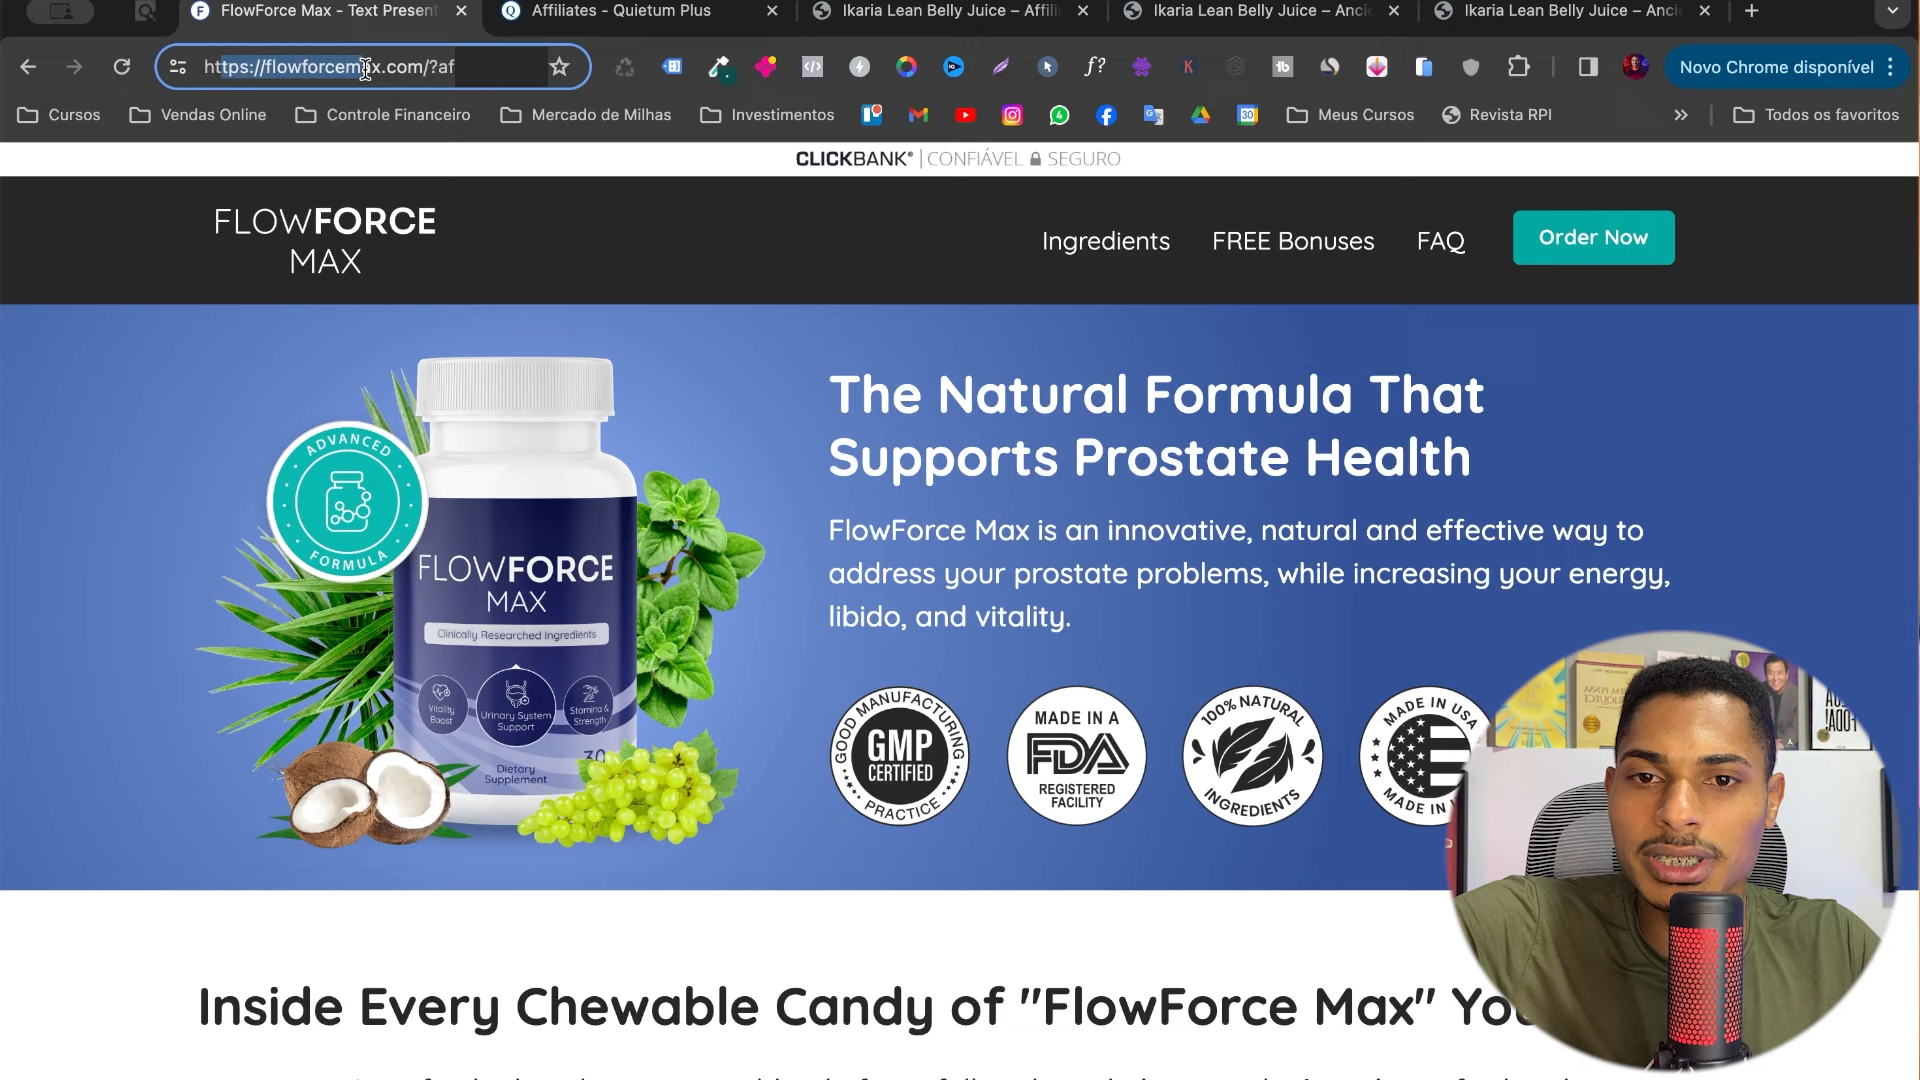 FlowForce Max - Text Present
Affiliates - Quietum Plus
Ikaria Lean Belly Juice – Affili
Ikaria Lean Belly Juice – Anci
Ikaria Lean Belly Juice – Anci
https://flowforcemax.com/?af
Novo Chrome disponível
Cursos
Vendas Online
Controle Financeiro
Mercado de Milhas
Investimentos
Meus Cursos
Revista RPI
Todos os favoritos
CLICKBANK® | CONFIÁVEL SEGURO
FLOWFORCE
MAX
Ingredients
FREE Bonuses
FAQ
Order Now
The Natural Formula That
Supports Prostate Health
FlowForce Max is an innovative, natural and effective way to
address your prostate problems, while increasing your energy,
libido, and vitality.
ADVANCED
FORMULA
FLOWFORCE
MAX
Clinically Researched Ingredients
Vitality
Boost
Urinary System
Support
Stamina &
Strength
30
Dietary
Supplement
GOOD MANUFACTURING
GMP
CERTIFIED
PRACTICE
MADE IN A
FDA
REGISTERED
FACILITY
100% NATURAL
INGREDIENTS
MADE IN USA
MADE IN
Inside Every Chewable Candy of "FlowForce Max" You